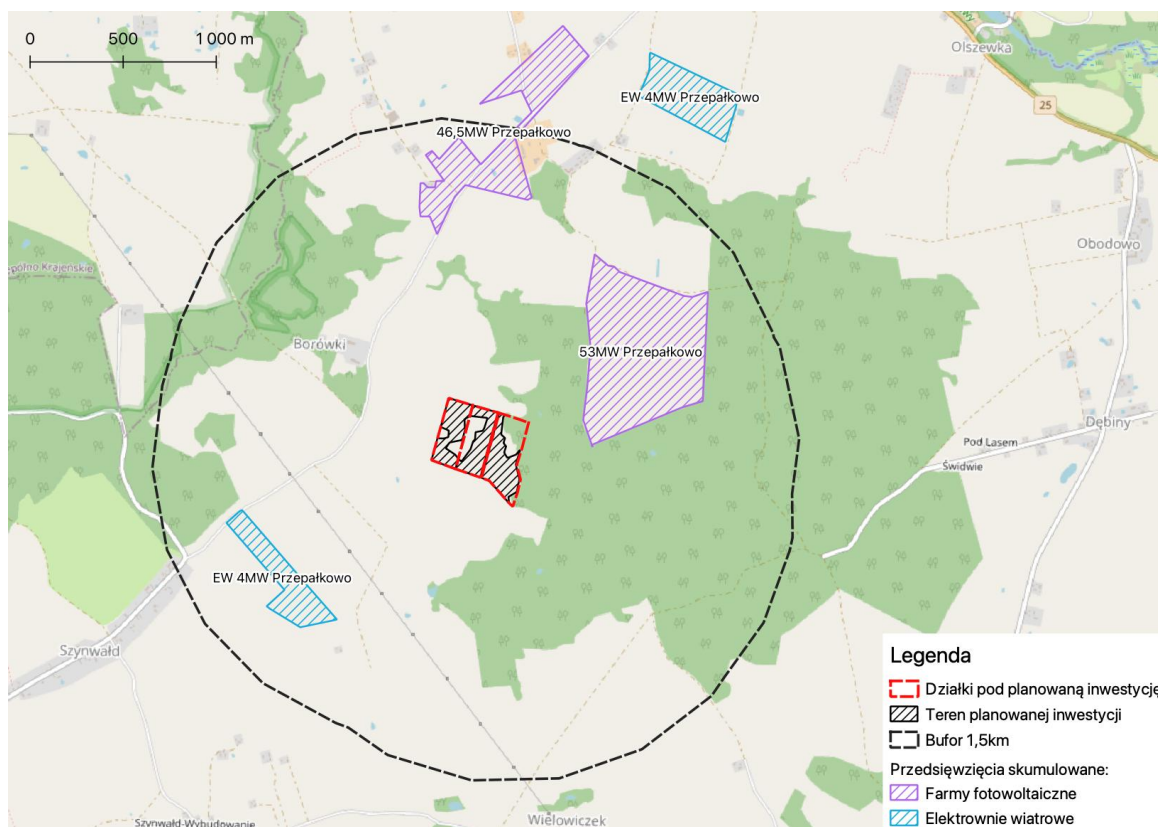 0 500 1 000 m
Olszewka
EW 4MW Przepałkowo
25
46,5MW Przepałkowo
Obodowo
Krajeńskie
Borówki
53MW Przepałkowo
Dębiny
Pod Lasem
Świdwie
EW 4MW Przepałkowo
Szynwałd
Legenda
Działki pod planowaną inwestycję
Teren planowanej inwestycji
Bufor 1,5km
Przedsięwzięcia skumulowane:
Farmy fotowoltaiczne
Elektrownie wiatrowe
Szynwałd-Wybudowanie
Wielowiczek